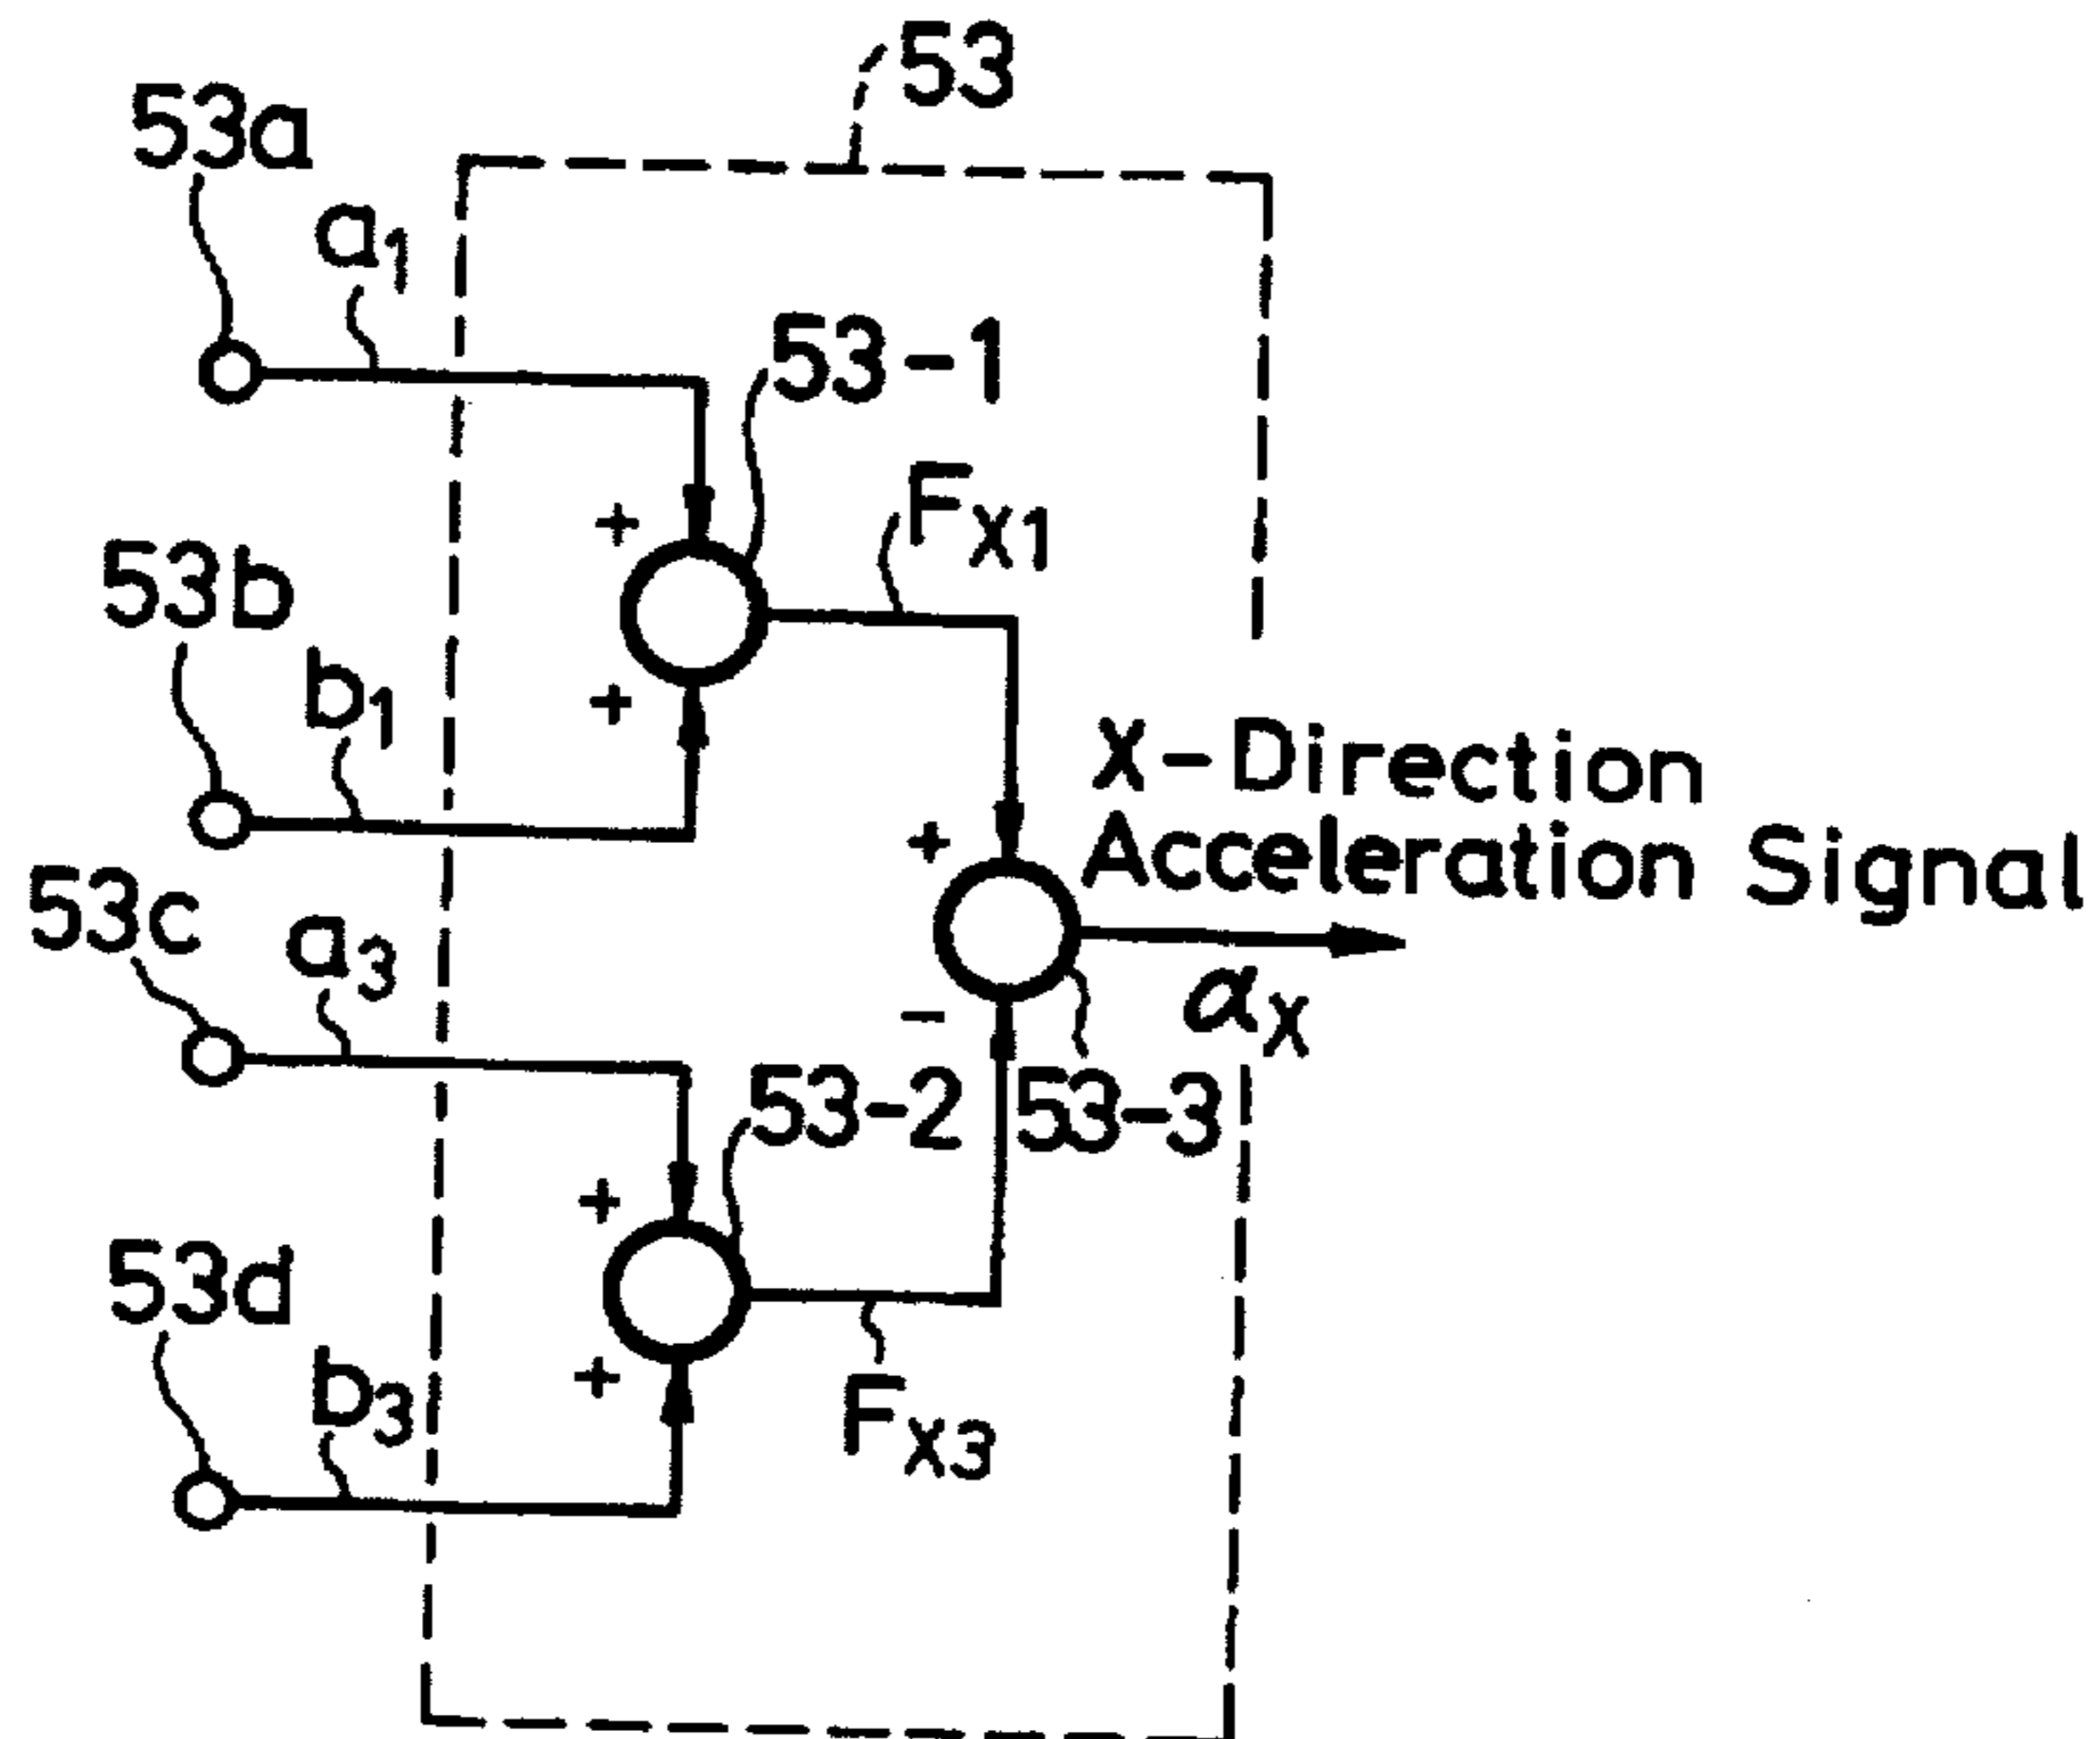 53
53a
a1
53-1
+
Fx1
53b
b1
+
X-Direction
Acceleration Signal
+
53c
a3
-
αx
53-2
53-3
+
53d
b3
+
Fx3